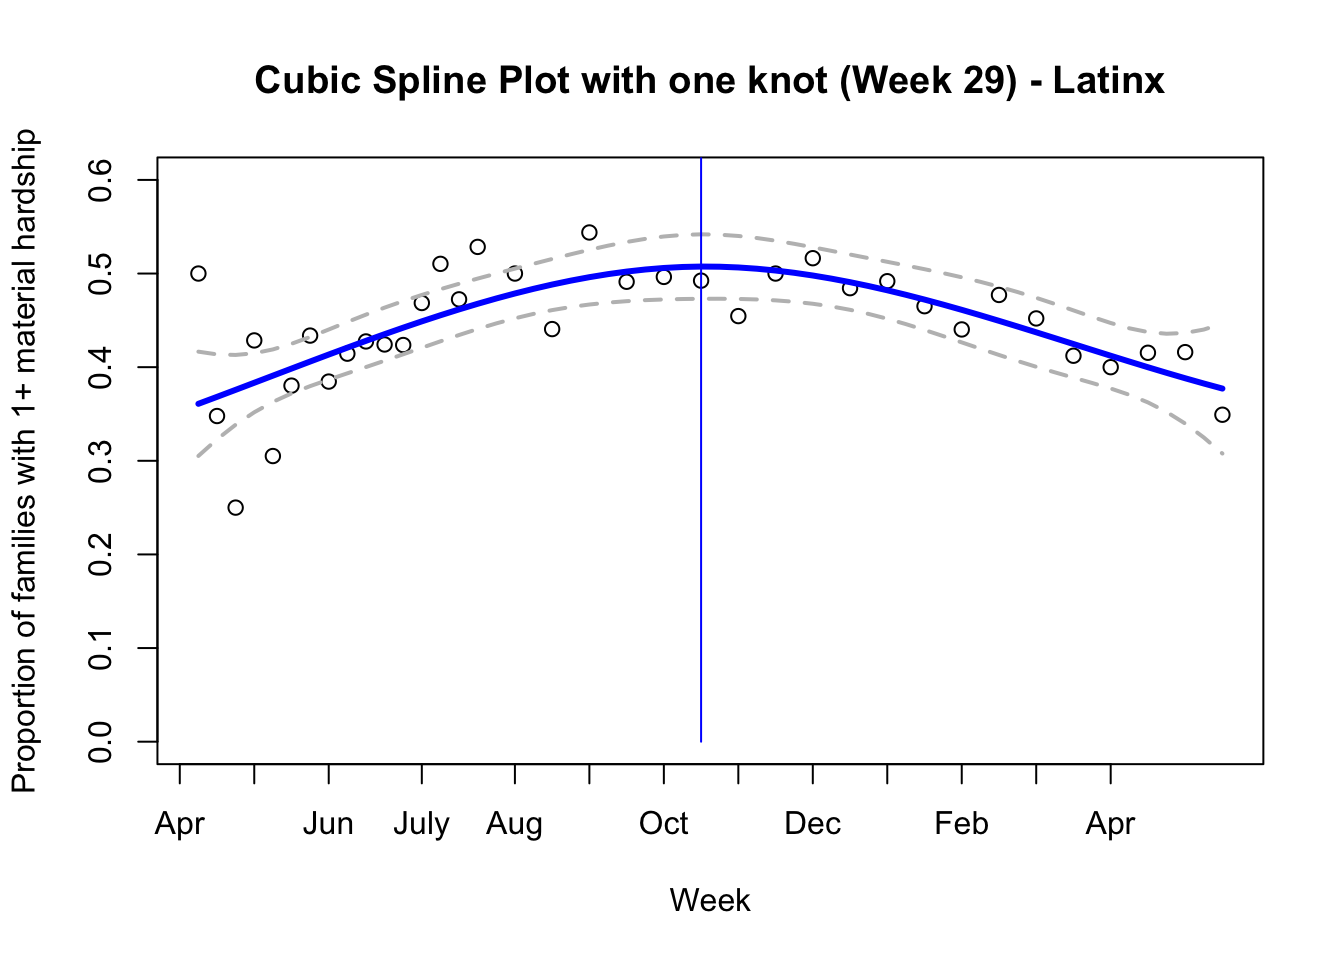 Cubic Spline Plot with one knot (Week 29) - Latinx
Proportion of families with 1+ material hardship
0.6
0.5
0.4
0.3
0.2
0.1
0.0
Apr Jun July Aug Oct Dec Feb Apr
Week